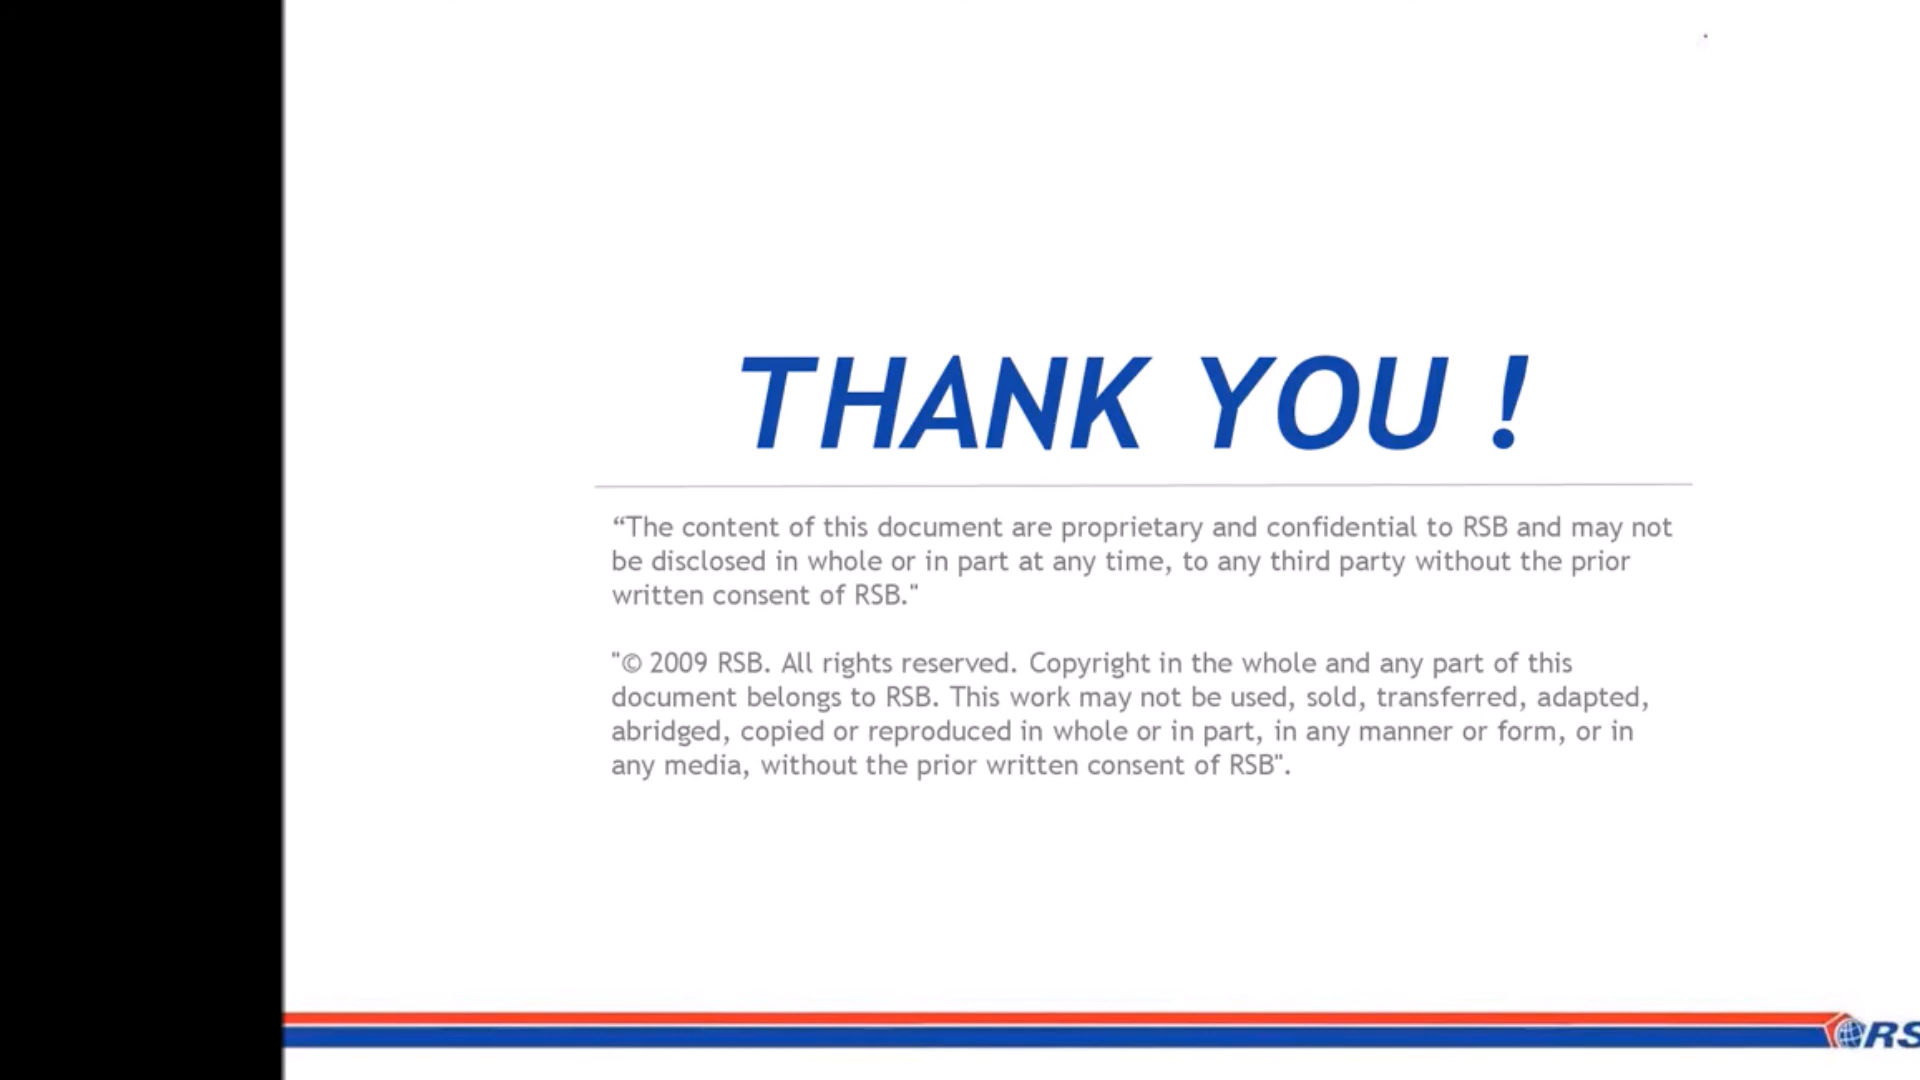 THANK YOU !
“The content of this document are proprietary and confidential to RSB and may not
be disclosed in whole or in part at any time, to any third party without the prior
written consent of RSB."
"© 2009 RSB. All rights reserved. Copyright in the whole and any part of this
document belongs to RSB. This work may not be used, sold, transferred, adapted,
abridged, copied or reproduced in whole or in part, in any manner or form, or in
any media, without the prior written consent of RSB".
RS